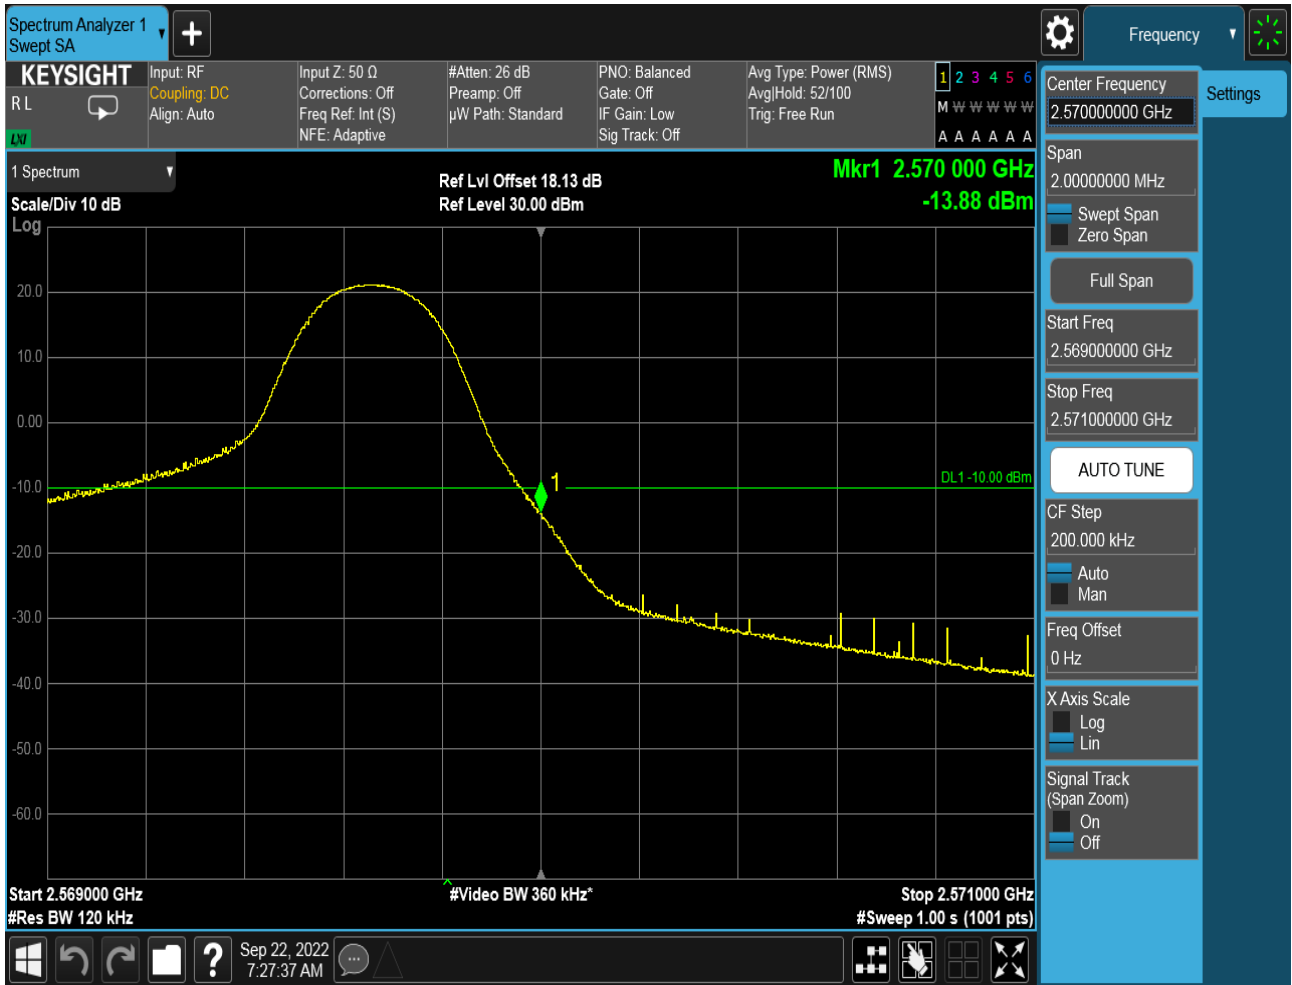 Spectrum Analyzer 1
Swept SA
Frequency
KEYSIGHT
R L
LXI
Input: RF
Coupling: DC
Align: Auto
Input Z: 50 Ω
Corrections: Off
Freq Ref: Int (S)
NFE: Adaptive
#Atten: 26 dB
Preamp: Off
µW Path: Standard
PNO: Balanced
Gate: Off
IF Gain: Low
Sig Track: Off
Avg Type: Power (RMS)
Avg|Hold: 52/100
Trig: Free Run
1 2 3 4 5 6
M W W W W W
A A A A A A
1 Spectrum
Scale/Div 10 dB
Log
Ref Lvl Offset 18.13 dB
Ref Level 30.00 dBm
Mkr1 2.570 000 GHz
-13.88 dBm
20.0
10.0
0.00
-10.0
-20.0
-30.0
-40.0
-50.0
-60.0
1
DL1 -10.00 dBm
Start 2.569000 GHz
#Res BW 120 kHz
#Video BW 360 kHz*
Stop 2.571000 GHz
#Sweep 1.00 s (1001 pts)
Center Frequency
2.570000000 GHz
Settings
Span
2.00000000 MHz
Swept Span
Zero Span
Full Span
Start Freq
2.569000000 GHz
Stop Freq
2.571000000 GHz
AUTO TUNE
CF Step
200.000 kHz
Auto
Man
Freq Offset
0 Hz
X Axis Scale
Log
Lin
Signal Track
(Span Zoom)
On
Off
?
Sep 22, 2022
7:27:37 AM